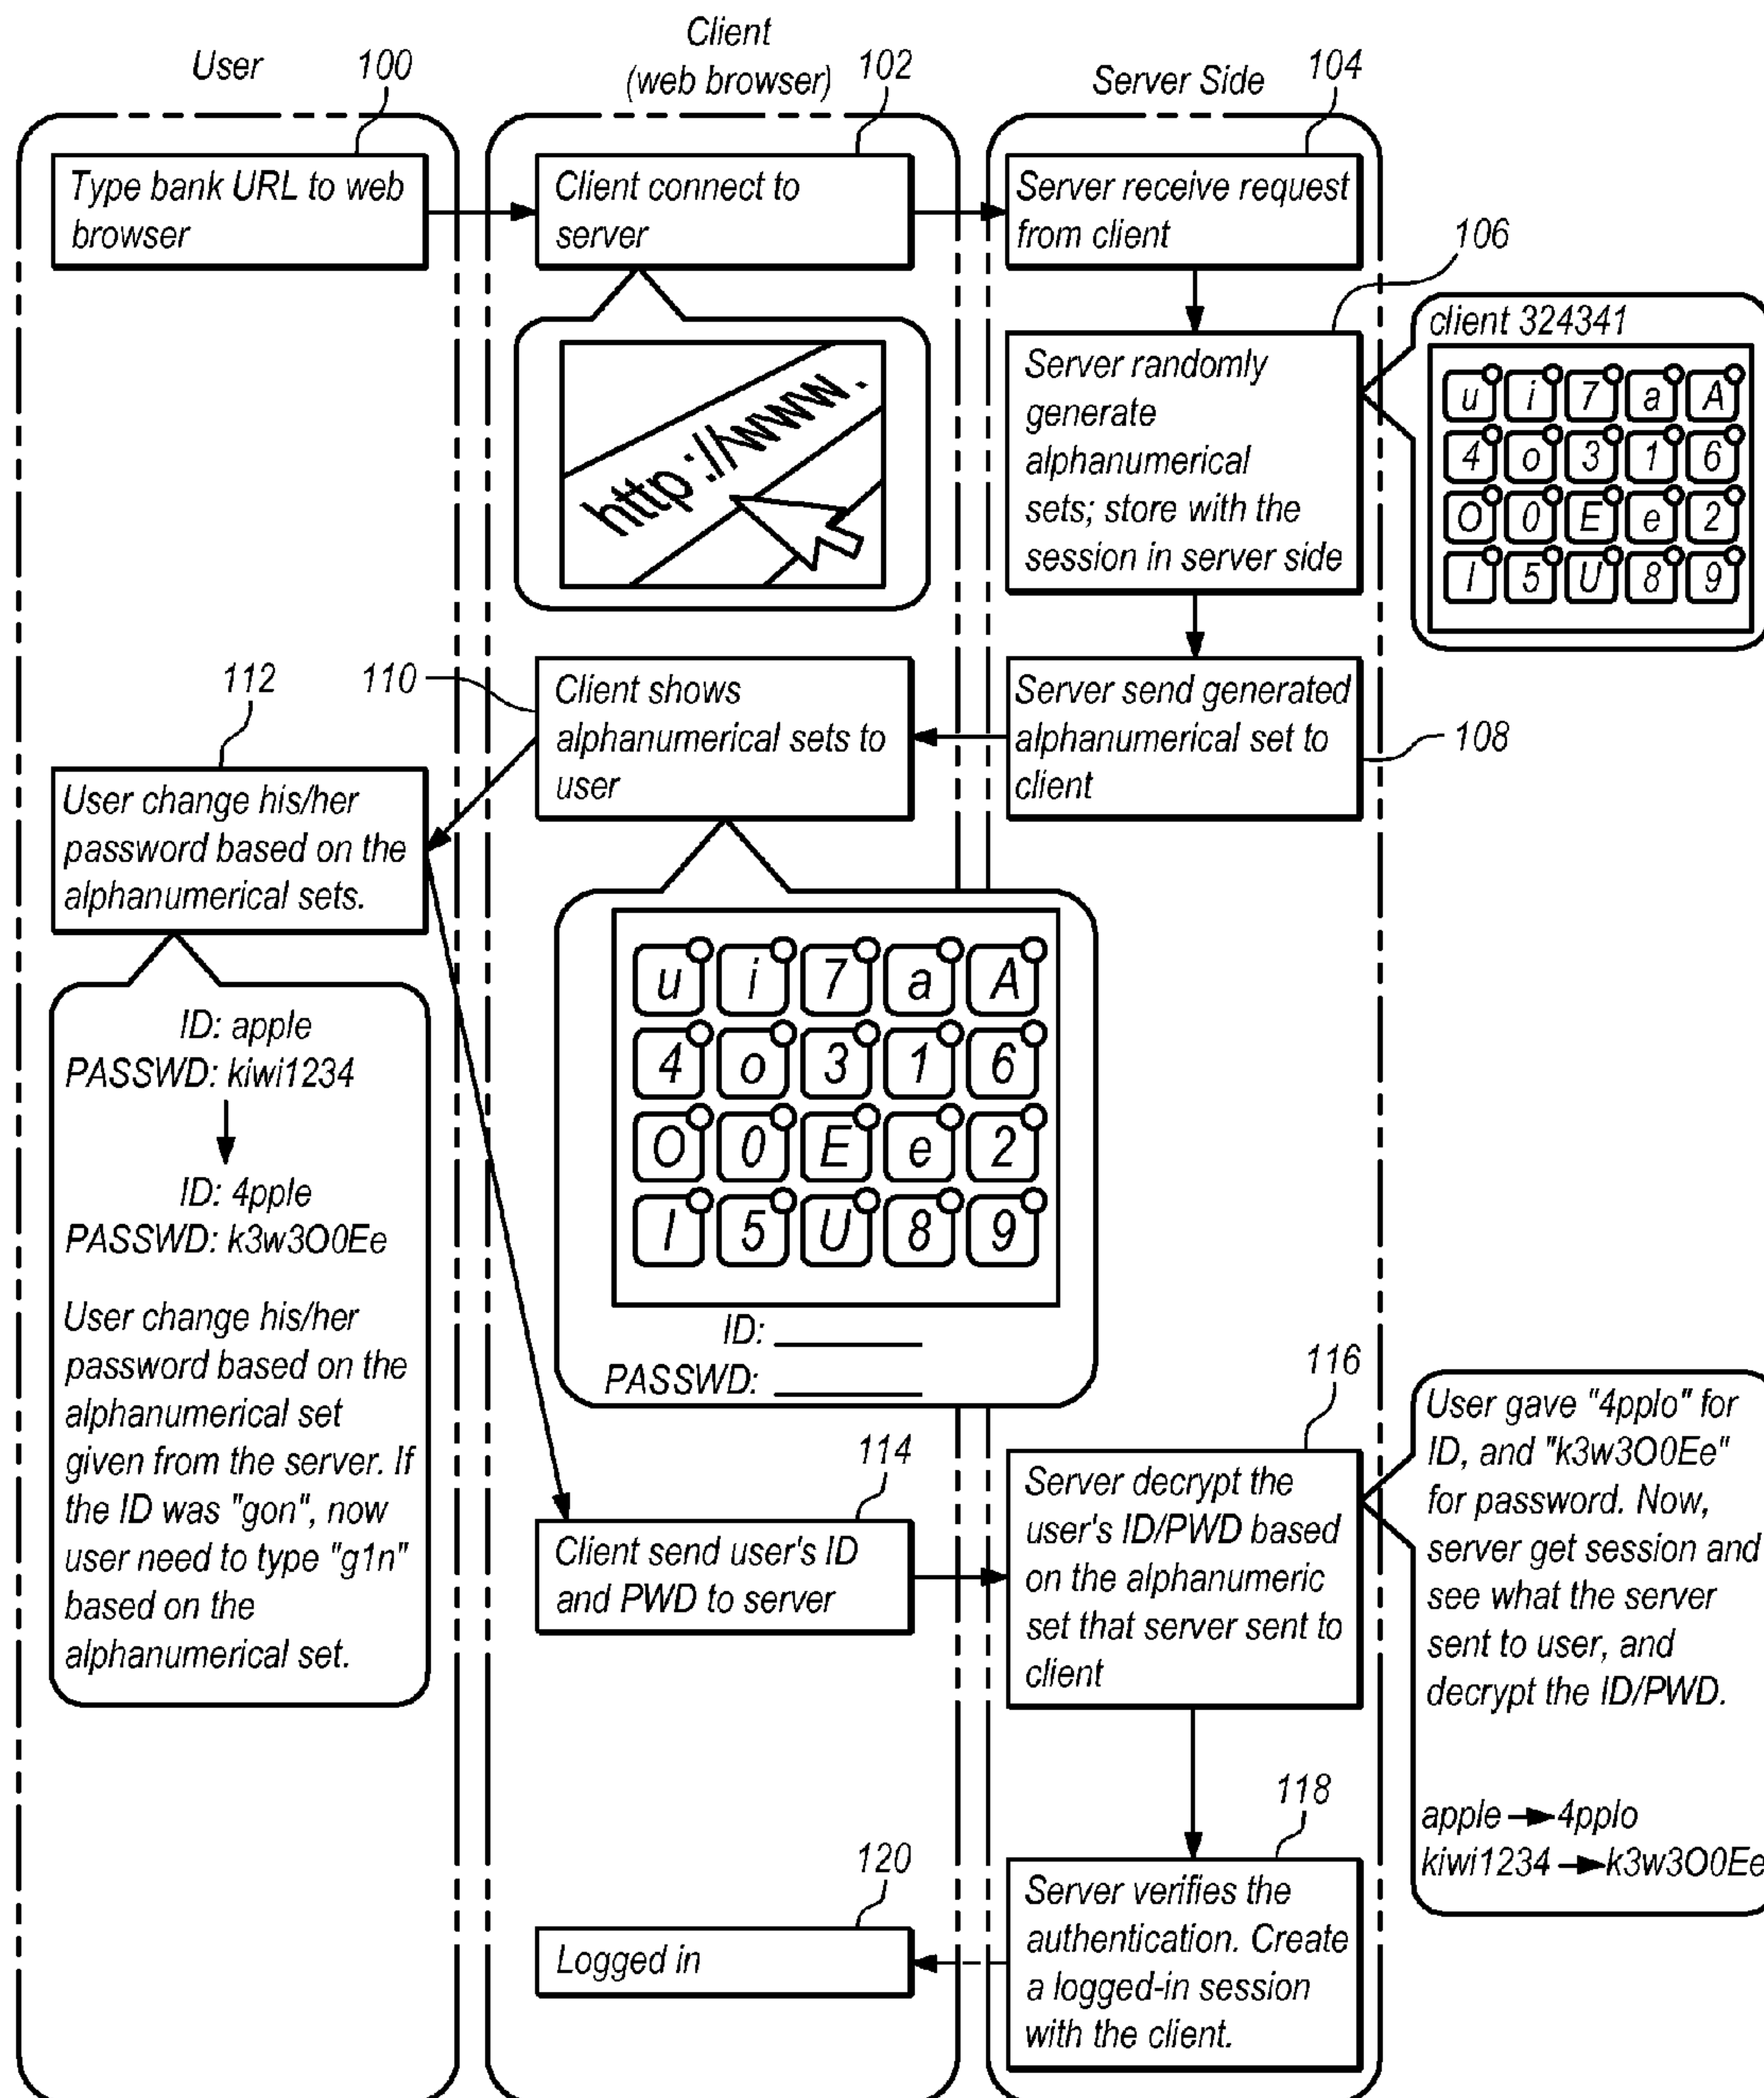 User
100
Client
(web browser)
102
Server Side
104
Type bank URL to web
browser
Client connect to
server
Server receive request
from client
106
http://www.
Server randomly
generate
alphanumerical
sets; store with the
session in server side
client 324341
u i 7 a A
4 o 3 1 6
O 0 E e 2
I 5 U 8 9
112
110
Client shows
alphanumerical sets to
user
Server send generated
alphanumerical set to
client
108
User change his/her
password based on the
alphanumerical sets.
u i 7 a A
4 o 3 1 6
O 0 E e 2
I 5 U 8 9
ID:
PASSWD:
ID: apple
PASSWD: kiwi1234
ID: 4pple
PASSWD: k3w3O0Ee
User change his/her
password based on the
alphanumerical set
given from the server. If
the ID was "gon", now
user need to type "g1n"
based on the
alphanumerical set.
114
Client send user's ID
and PWD to server
116
Server decrypt the
user's ID/PWD based
on the alphanumeric
set that server sent to
client
User gave "4pplo" for
ID, and "k3w3O0Ee"
for password. Now,
server get session and
see what the server
sent to user, and
decrypt the ID/PWD.
apple 4pplo
kiwi1234 k3w3O0Ee
118
Server verifies the
authentication. Create
a logged-in session
with the client.
120
Logged in